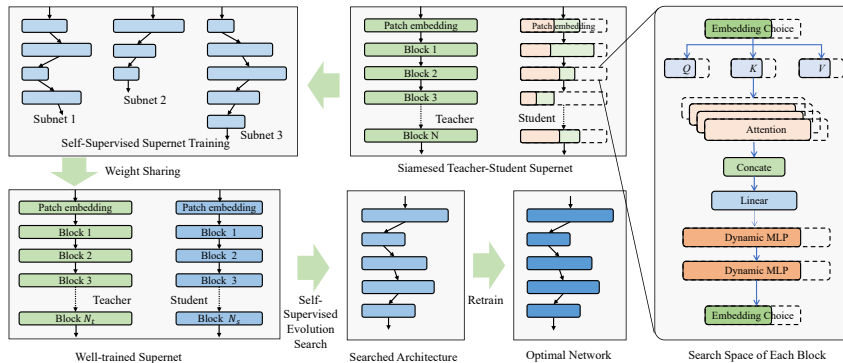 Subnet 1
Subnet 2
Subnet 3
Self-Supervised Supernet Training
Patch embedding
Block 1
Block 2
Block 3
Teacher
Block N
Patch embedding
Student
Siamesed Teacher-Student Supernet
Embedding Choice
Q
K
V
Attention
Concate
Linear
Dynamic MLP
Dynamic MLP
Embedding Choice
Search Space of Each Block
Weight Sharing
Patch embedding
Block 1
Block 2
Block 3
Teacher
Block Nt
Patch embedding
Block 1
Block 2
Block 3
Student
Block Ns
Well-trained Supernet
Self-
Supervised
Evolution
Search
Searched Architecture
Retrain
Optimal Network